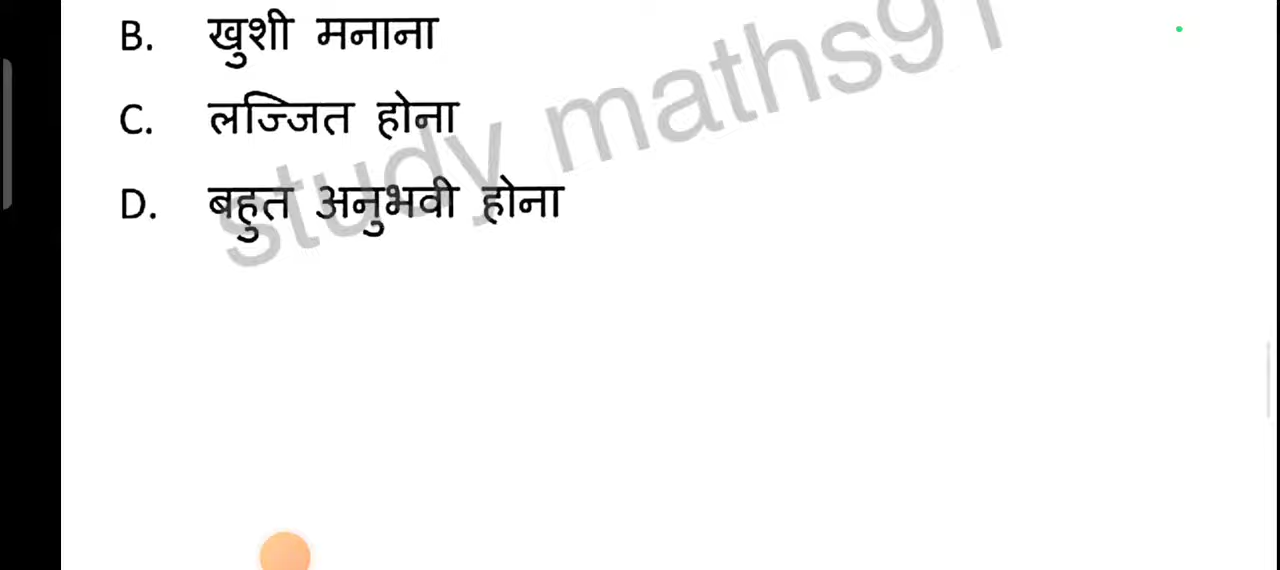 B. खुशी मनाना
C. लज्जित होना
D. बहुत अनुभवी होना
study maths91